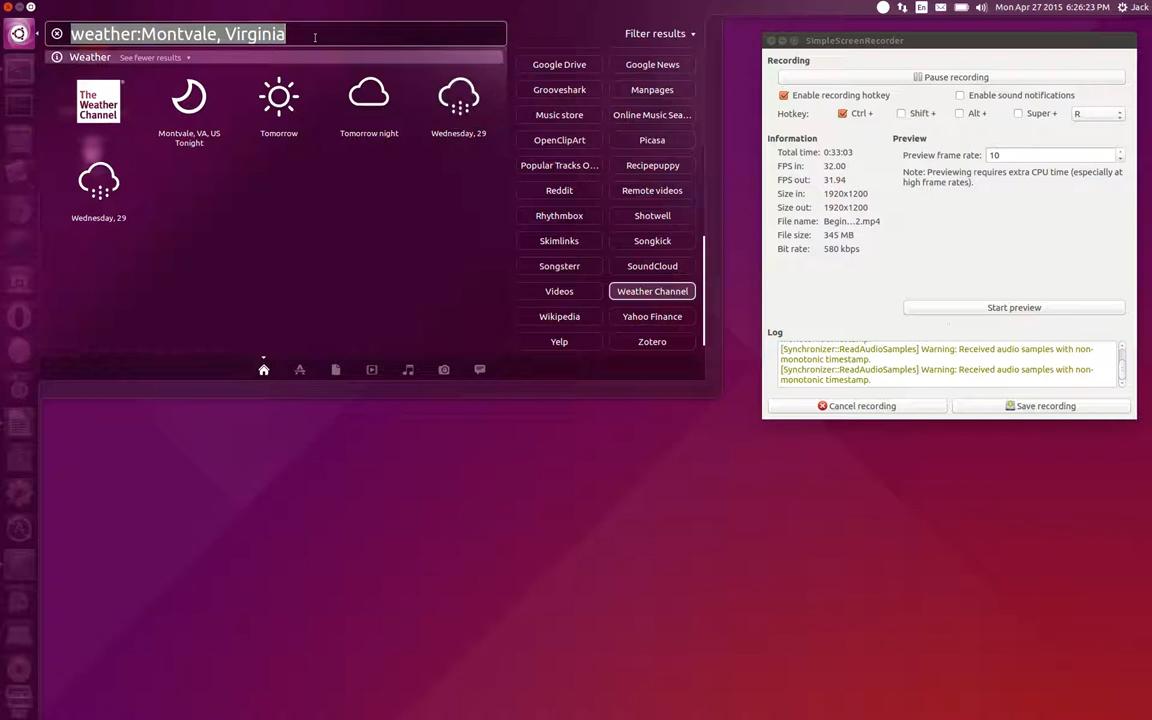 En
Mon Apr 27 2015 6:26:23 PM
Jack
weather:Montvale, Virginia
Filter results
Weather See fewer results
The Weather Channel
Montvale, VA, US
Tonight
Tomorrow
Tomorrow night
Wednesday, 29
Wednesday, 29
Google Drive
Google News
Grooveshark
Manpages
Music store
Online Music Sea...
OpenClipArt
Picasa
Popular Tracks O...
Recipepuppy
Reddit
Remote videos
Rhythmbox
Shotwell
Skimlinks
Songkick
Songsterr
SoundCloud
Videos
Weather Channel
Wikipedia
Yahoo Finance
Yelp
Zotero
SimpleScreenRecorder
Recording
Pause recording
Enable recording hotkey
Enable sound notifications
Hotkey: Ctrl + Shift + Alt + Super + R
Information
Total time: 0:33:03
FPS in: 32.00
FPS out: 31.94
Size in: 1920x1200
Size out: 1920x1200
File name: Begin...2.mp4
File size: 345 MB
Bit rate: 580 kbps
Preview
Preview frame rate: 10
Note: Previewing requires extra CPU time (especially at
high frame rates).
Start preview
Log
[Synchronizer::ReadAudioSamples] Warning: Received audio samples with non-
monotonic timestamp.
[Synchronizer::ReadAudioSamples] Warning: Received audio samples with non-
monotonic timestamp.
Cancel recording
Save recording